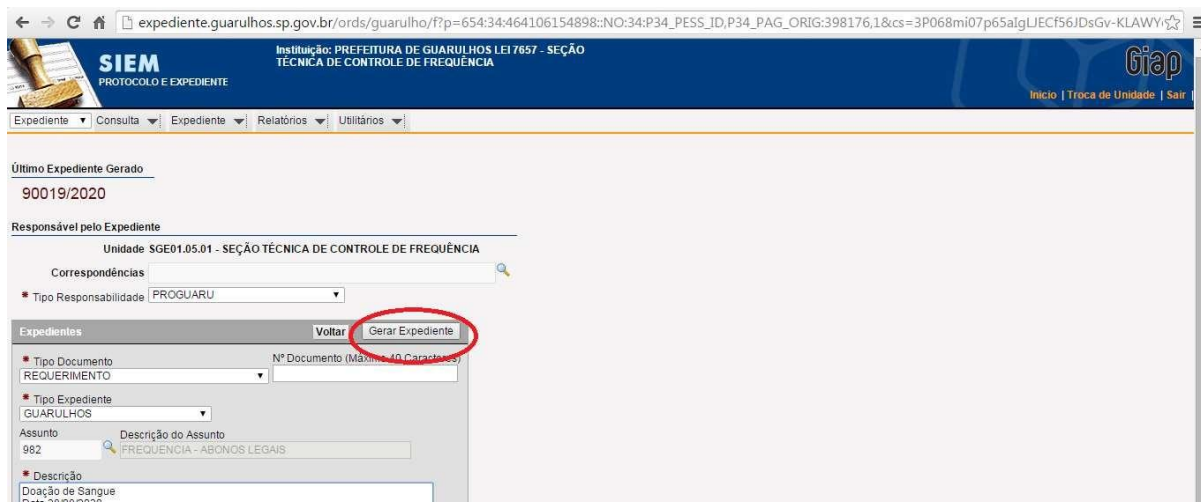 expediente.guarulhos.sp.gov.br/ords/guarulho/f?p=654:34:464106154898::NO:34:P34_PESS_ID,P34_PAG_ORIG:398176,1&cs=3P068mi07p65aIgLJECf56JDsGv-KLAWY
SIEM
PROTOCOLO E EXPEDIENTE
Instituição: PREFEITURA DE GUARULHOS LEI 7657 - SEÇÃO
TÉCNICA DE CONTROLE DE FREQUÊNCIA
Giap
Inicio | Troca de Unidade | Sair |
Expediente Consulta Expediente Relatórios Utilitários
Último Expediente Gerado
90019/2020
Responsável pelo Expediente
Unidade SGE01.05.01 - SEÇÃO TÉCNICA DE CONTROLE DE FREQUÊNCIA
Correspondências
* Tipo Responsabilidade PROGUARU
Expedientes Voltar Gerar Expediente
* Tipo Documento Nº Documento (Máximo 40 Caracteres)
REQUERIMENTO
* Tipo Expediente
GUARULHOS
Assunto Descrição do Assunto
982 FREQUENCIA - ABONOS LEGAIS
* Descrição
Doação de Sangue